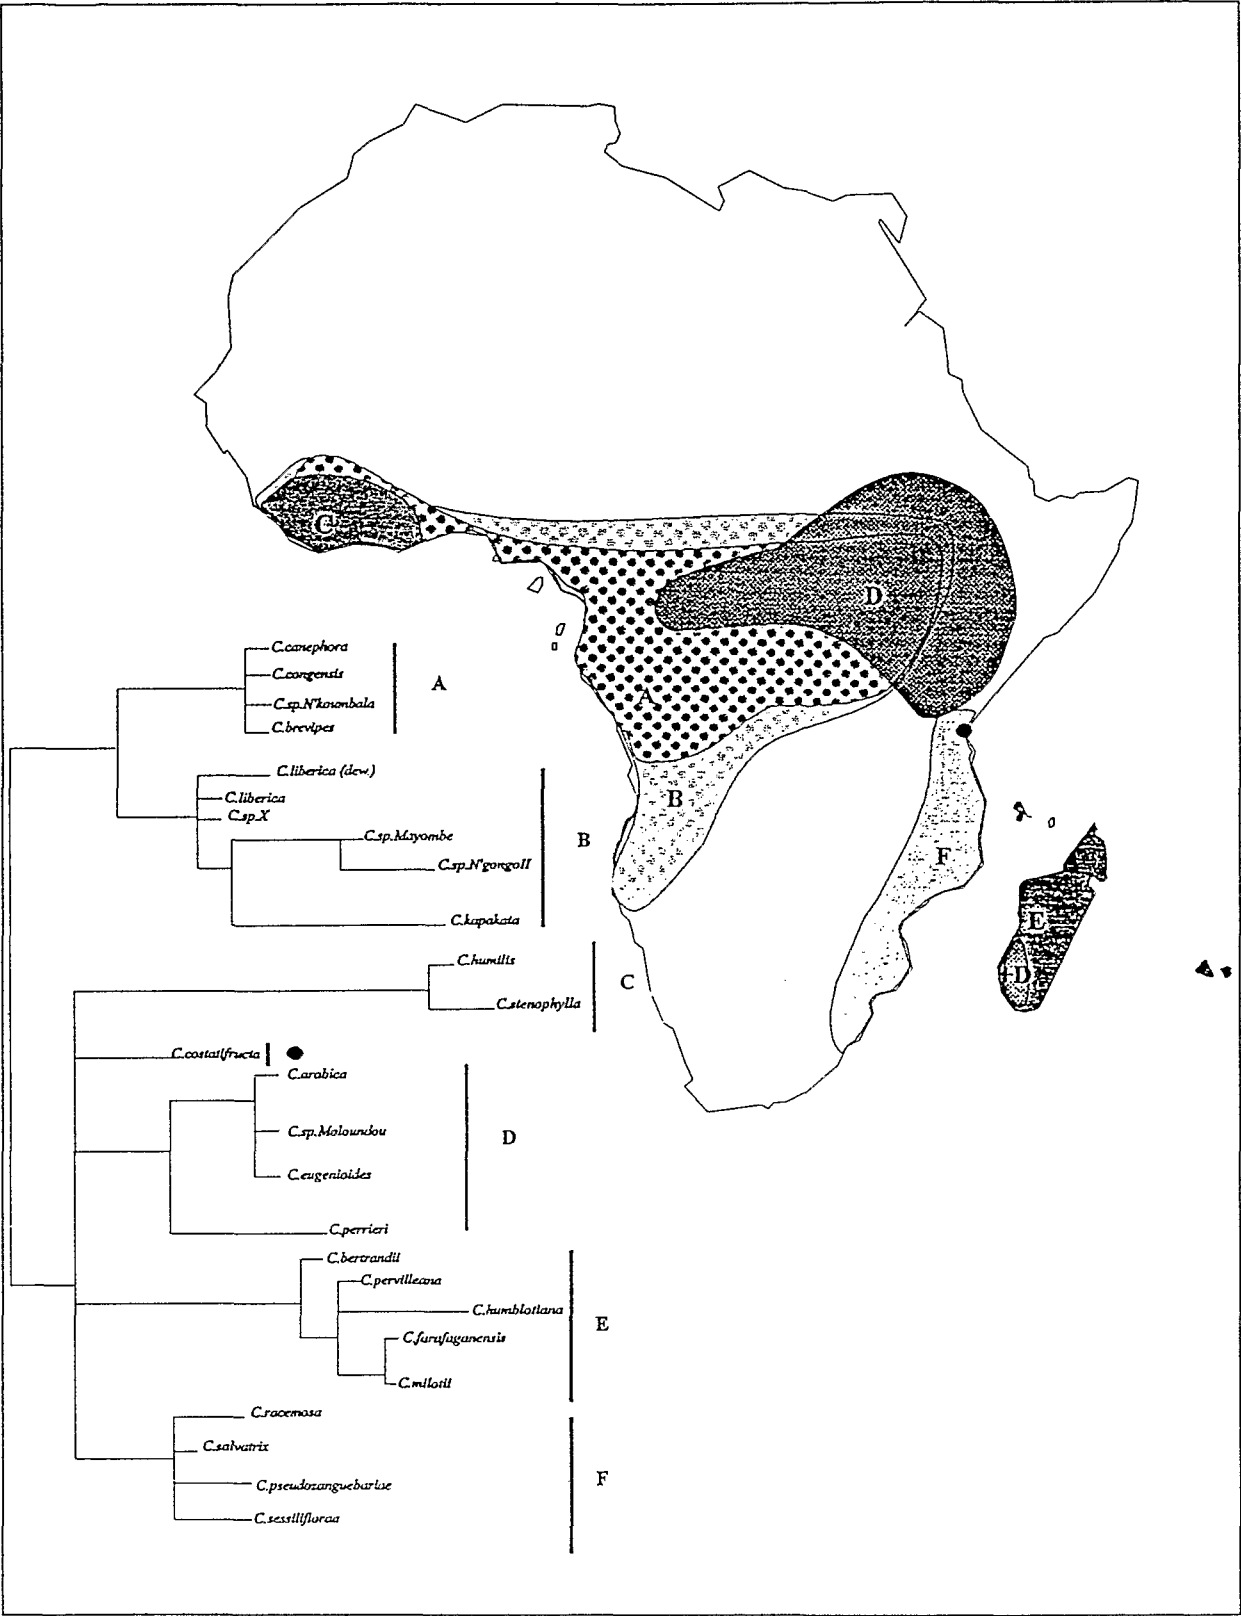 C
D
A
B
F
E
D
C.canephora
C.congensis
A
C.sp.N'koumbala
C.brevipes
C.liberica (dew.)
C.liberica
C.sp.X
C.sp.Mayombe
B
C.sp.N'gongoII
C.kapakata
C.humilis
C
C.stenophylla
C.costatifructa
C.arabica
C.sp.Moloundou
D
C.eugenioides
C.perrieri
C.bertrandii
C.pervilleana
C.humblotiana
E
C.farafaganensis
C.milotii
C.racemosa
C.salvatrix
C.pseudozanguebariae
F
C.sessiliflora